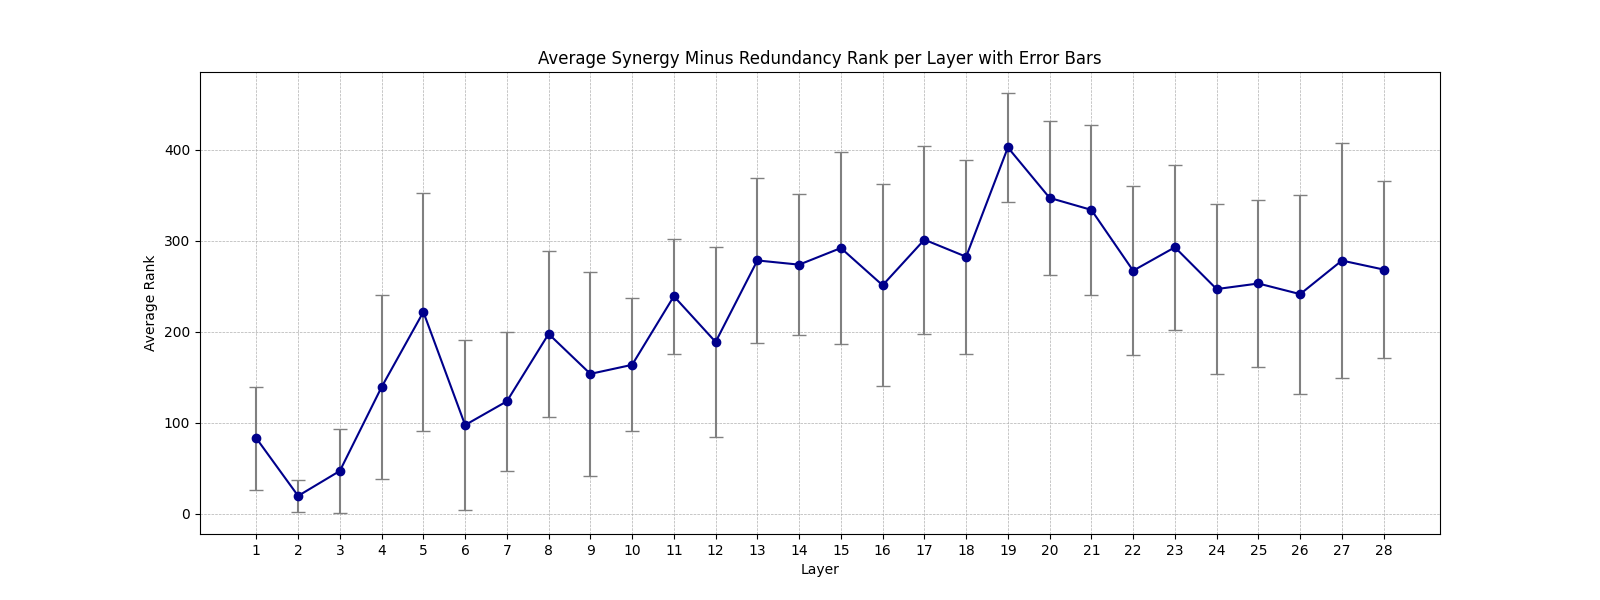 Average Synergy Minus Redundancy Rank per Layer with Error Bars
400
300
200
100
0
Average Rank
1 2 3 4 5 6 7 8 9 10 11 12 13 14 15 16 17 18 19 20 21 22 23 24 25 26 27 28
Layer